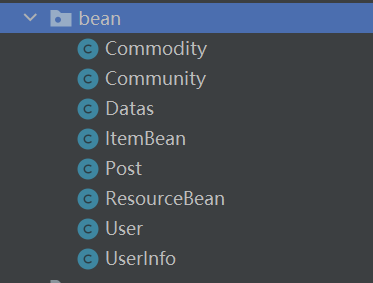 bean
C Commodity
C Community
C Datas
C ItemBean
C Post
C ResourceBean
C User
C UserInfo